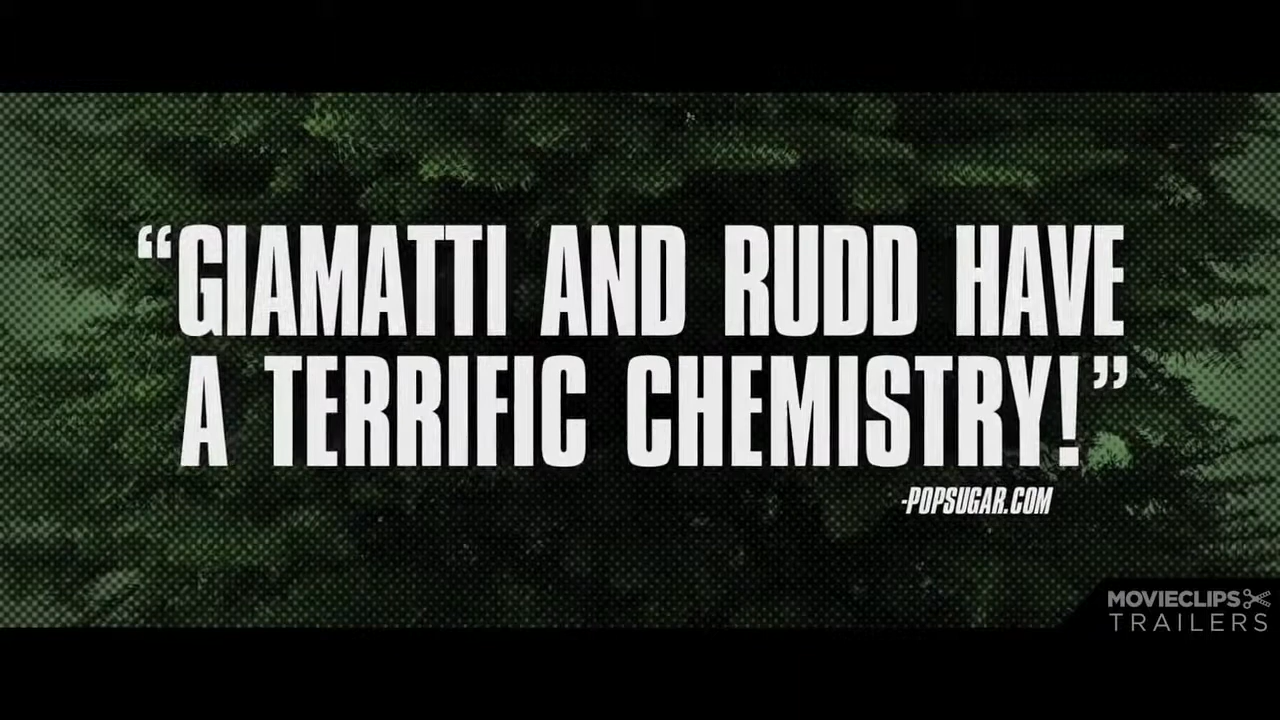 “GIAMATTI AND RUDD HAVE
A TERRIFIC CHEMISTRY!”
-POPSUGAR.COM
MOVIECLIPS
TRAILERS